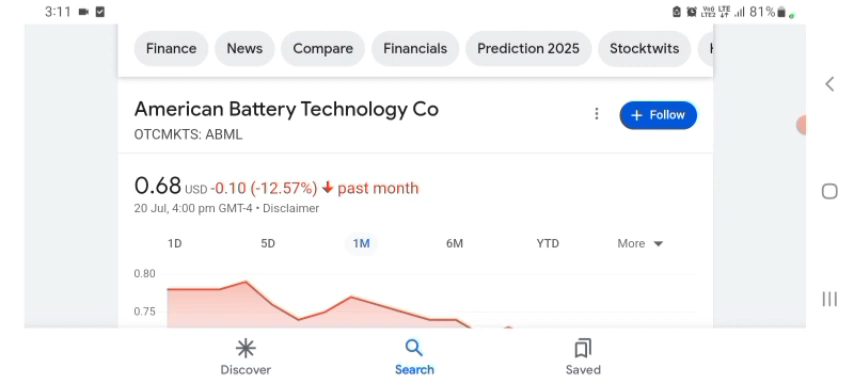 3:11 81%
Finance News Compare Financials Prediction 2025 Stocktwits
American Battery Technology Co
+ Follow
OTCMKTS: ABML
0.68 USD -0.10 (-12.57%) ↓ past month
20 Jul, 4:00 pm GMT-4 • Disclaimer
1D 5D 1M 6M YTD More
0.80
0.75
Discover Search Saved